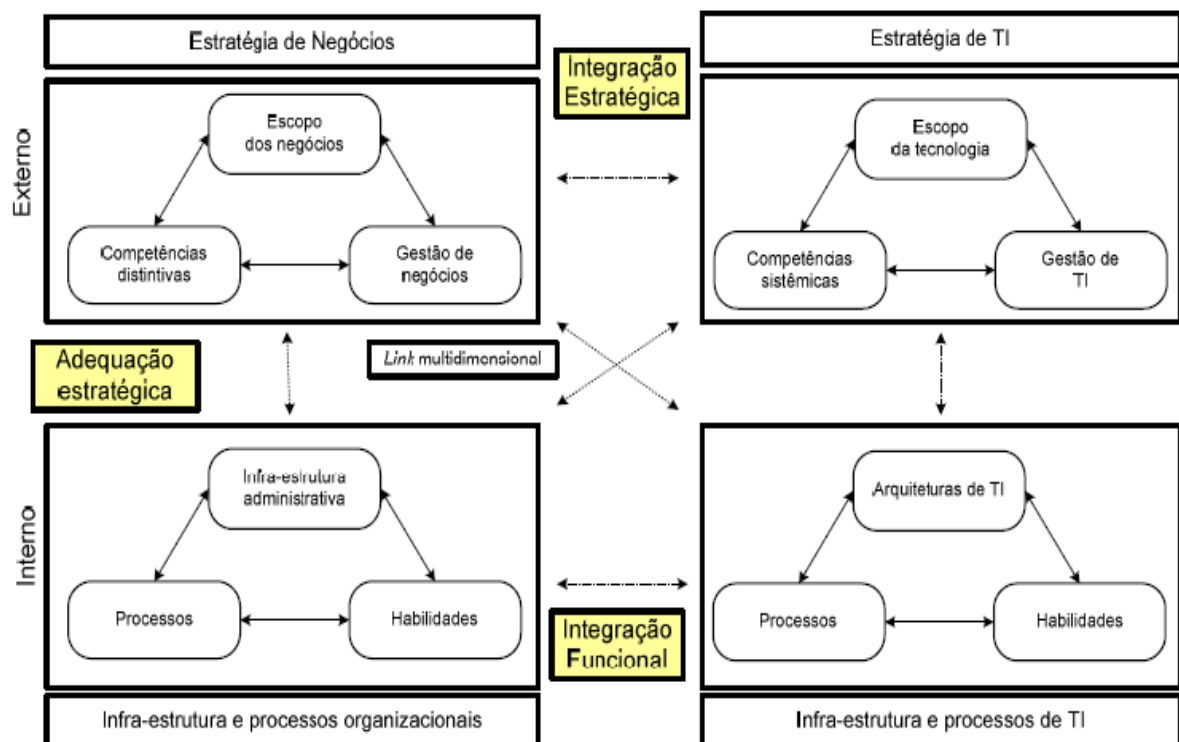 Estratégia de Negócios
Estratégia de TI
Integração
Estratégica
Externo
Escopo
dos negócios
Competências
distintivas
Gestão de
negócios
Escopo
da tecnologia
Competências
sistêmicas
Gestão de
TI
Adequação
estratégica
Link multidimensional
Interno
Infra-estrutura
administrativa
Processos
Habilidades
Arquiteturas de TI
Processos
Habilidades
Integração
Funcional
Infra-estrutura e processos organizacionais
Infra-estrutura e processos de TI